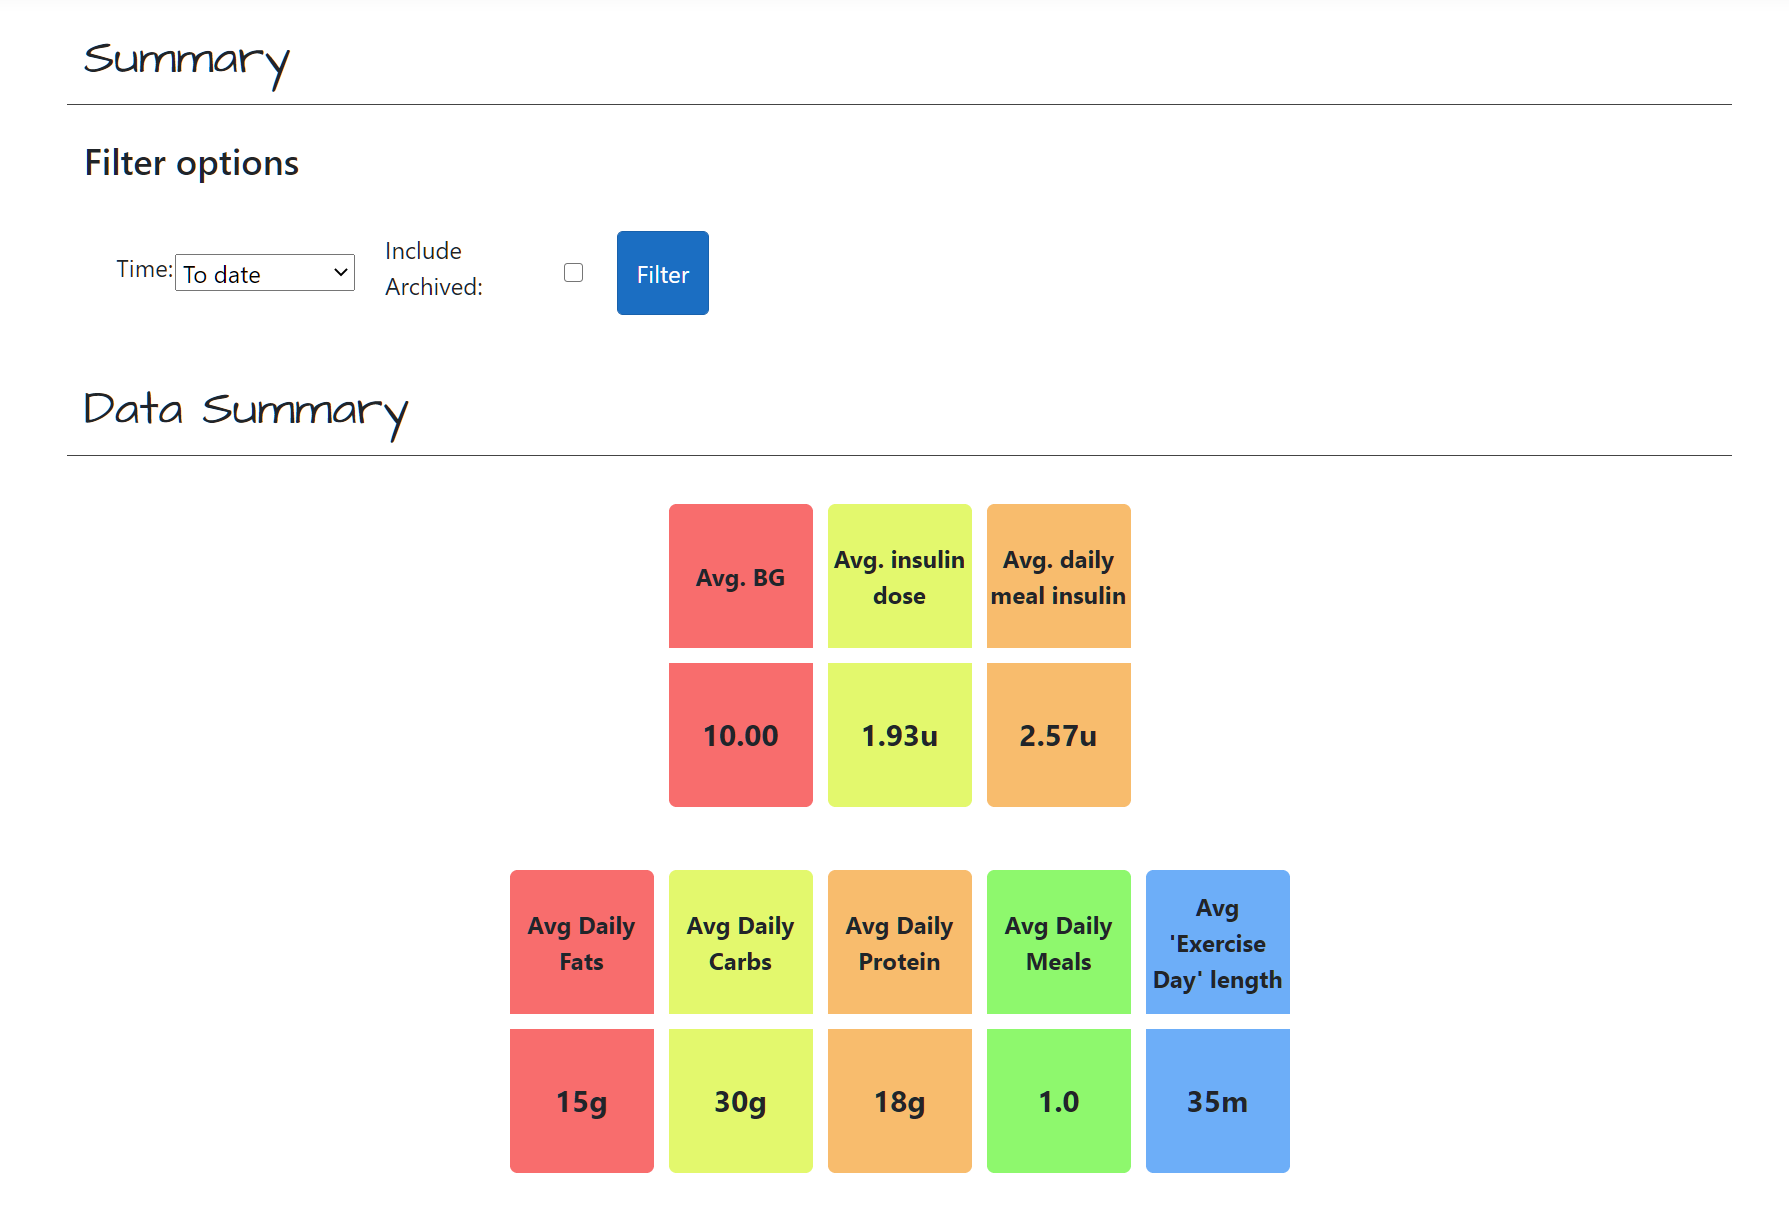 Summary
Filter options
Time: To date
Include
Archived:
Filter
Data Summary
Avg. BG
Avg. insulin
dose
Avg. daily
meal insulin
10.00
1.93u
2.57u
Avg Daily
Fats
Avg Daily
Carbs
Avg Daily
Protein
Avg Daily
Meals
Avg
'Exercise
Day' length
15g
30g
18g
1.0
35m